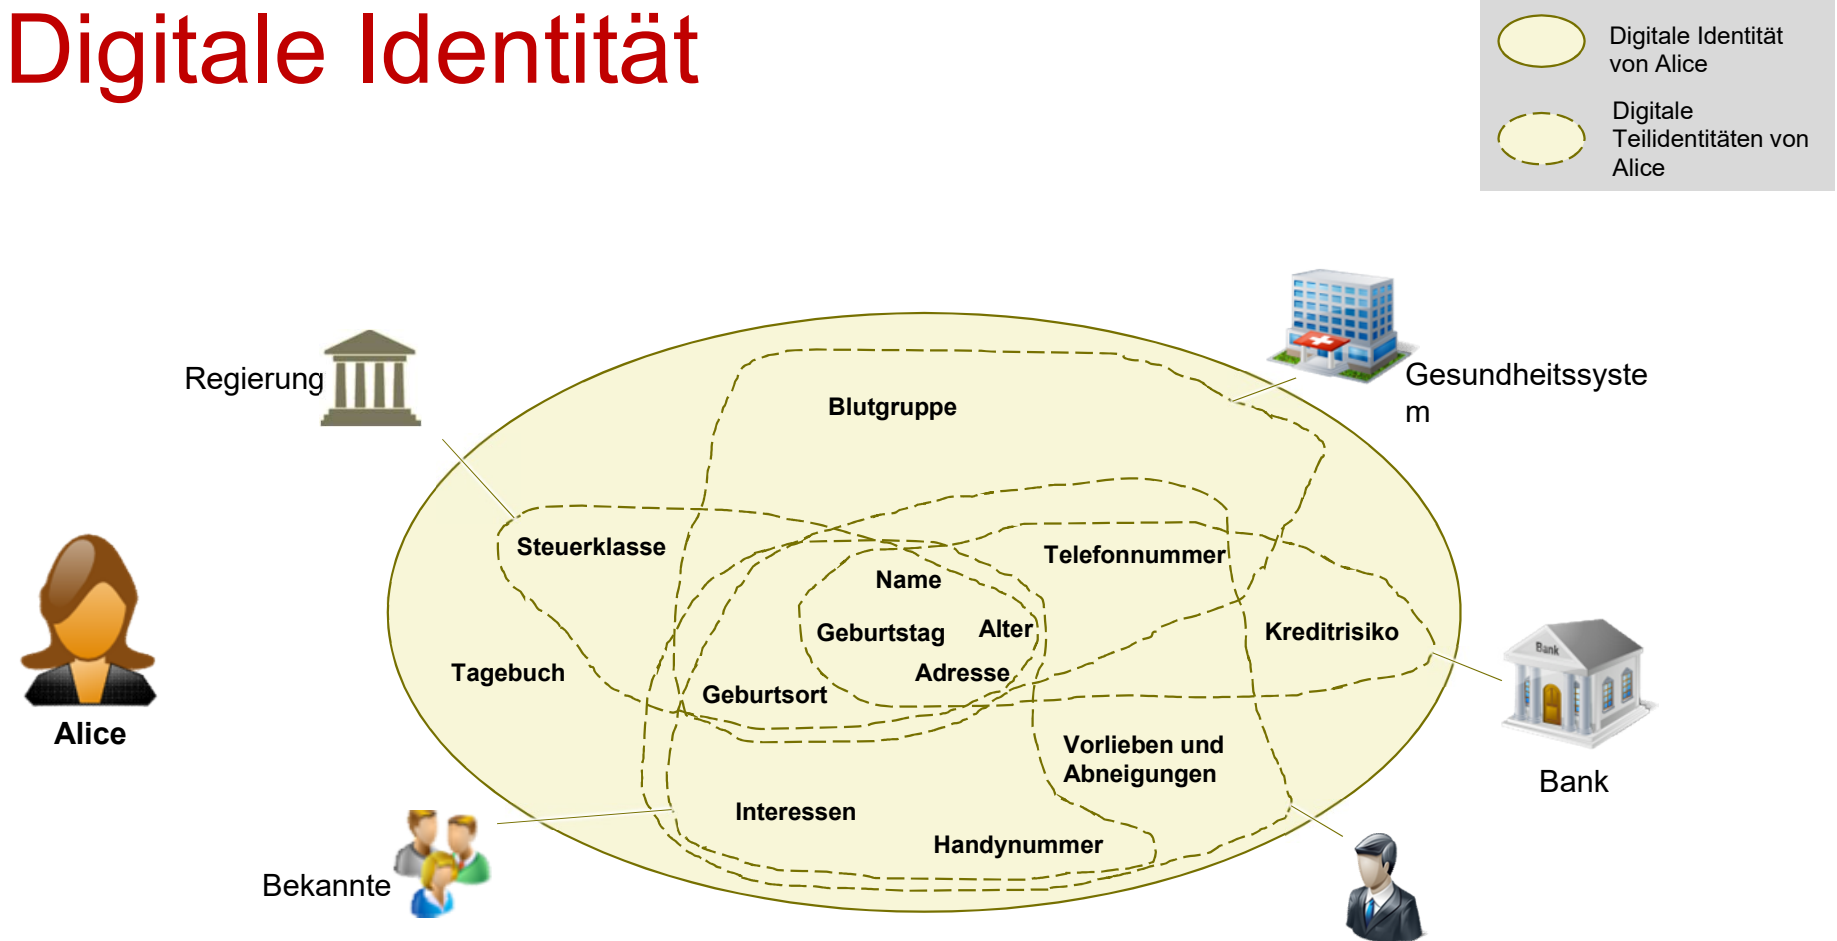 Digitale Identität
Digitale Identität
von Alice
Digitale
Teilidentitäten von
Alice
Regierung
Gesundheitssyste
m
Blutgruppe
Steuerklasse
Telefonnummer
Name
Geburtstag
Alter
Kreditrisiko
Bank
Tagebuch
Adresse
Geburtsort
Alice
Vorlieben und
Abneigungen
Bank
Interessen
Handynummer
Bekannte